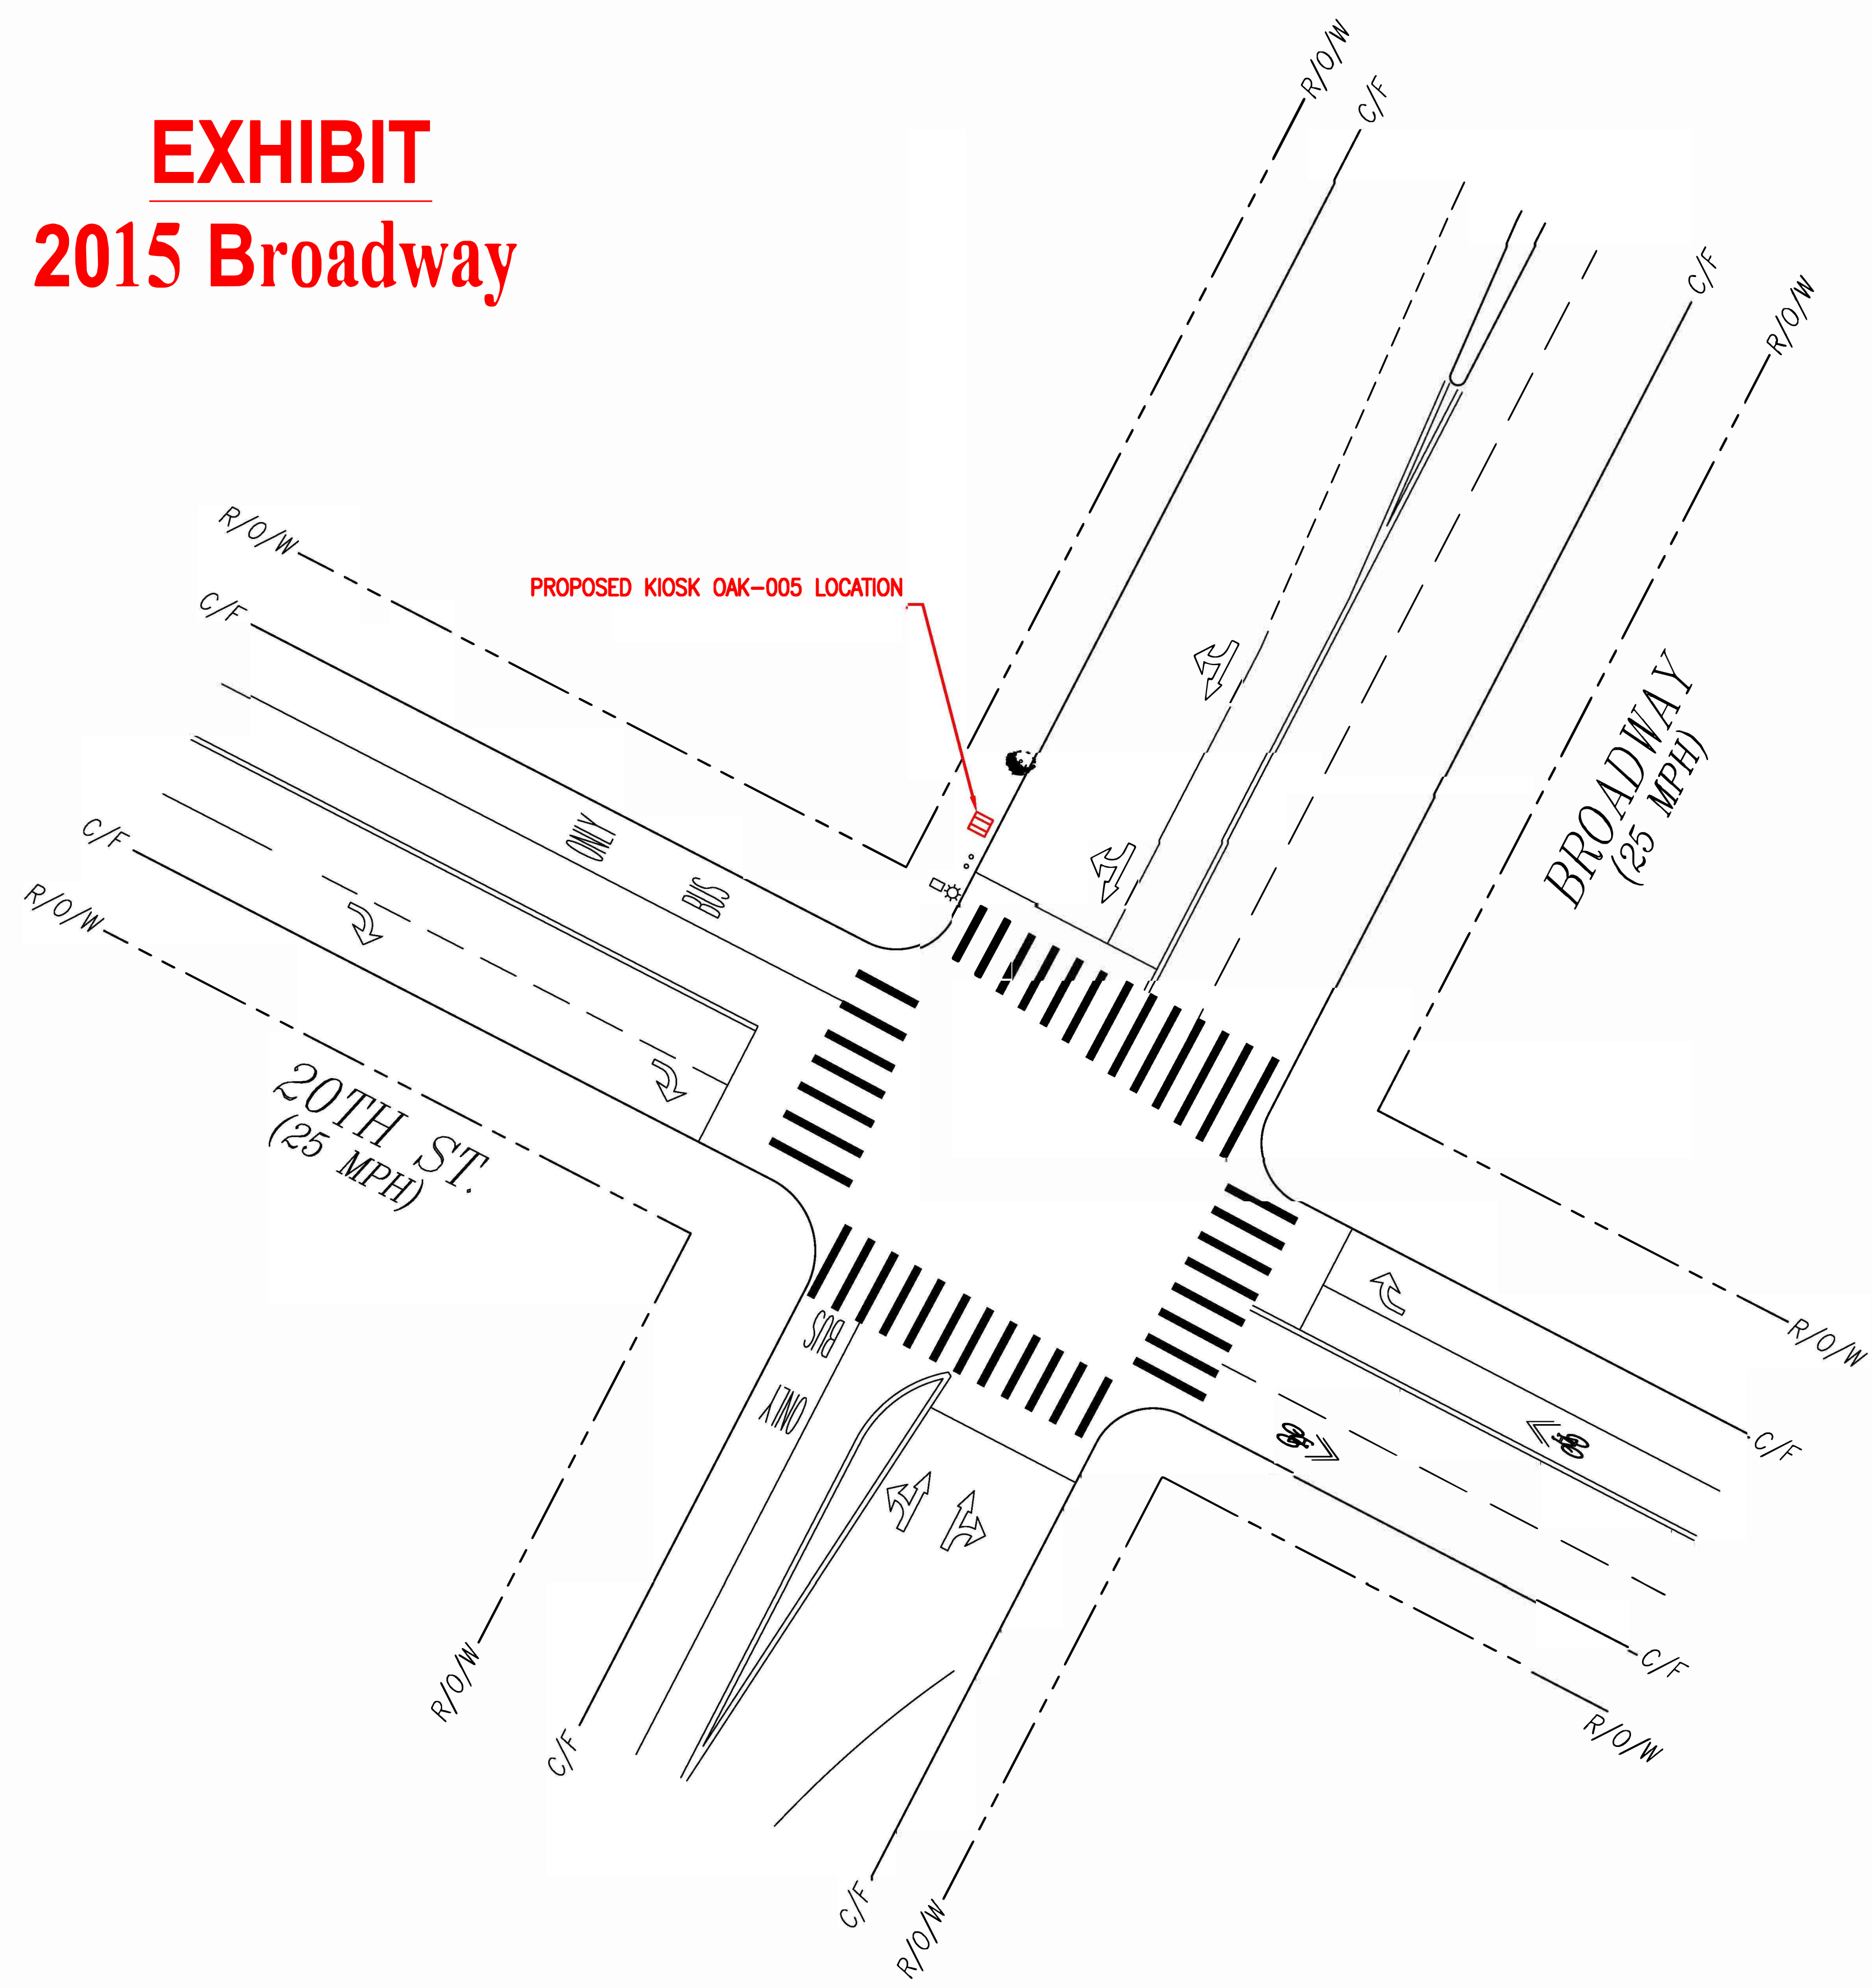 EXHIBIT
2015 Broadway
R/O/W
C/F
C/F
R/O/W
R/O/W
C/F
PROPOSED KIOSK OAK-005 LOCATION
C/F
R/O/W
BROADWAY
(25 MPH)
ONLY
BUS
20TH ST.
(25 MPH)
BUS
ONLY
R/O/W
C/F
C/F
R/O/W
R/O/W
C/F
C/F
R/O/W